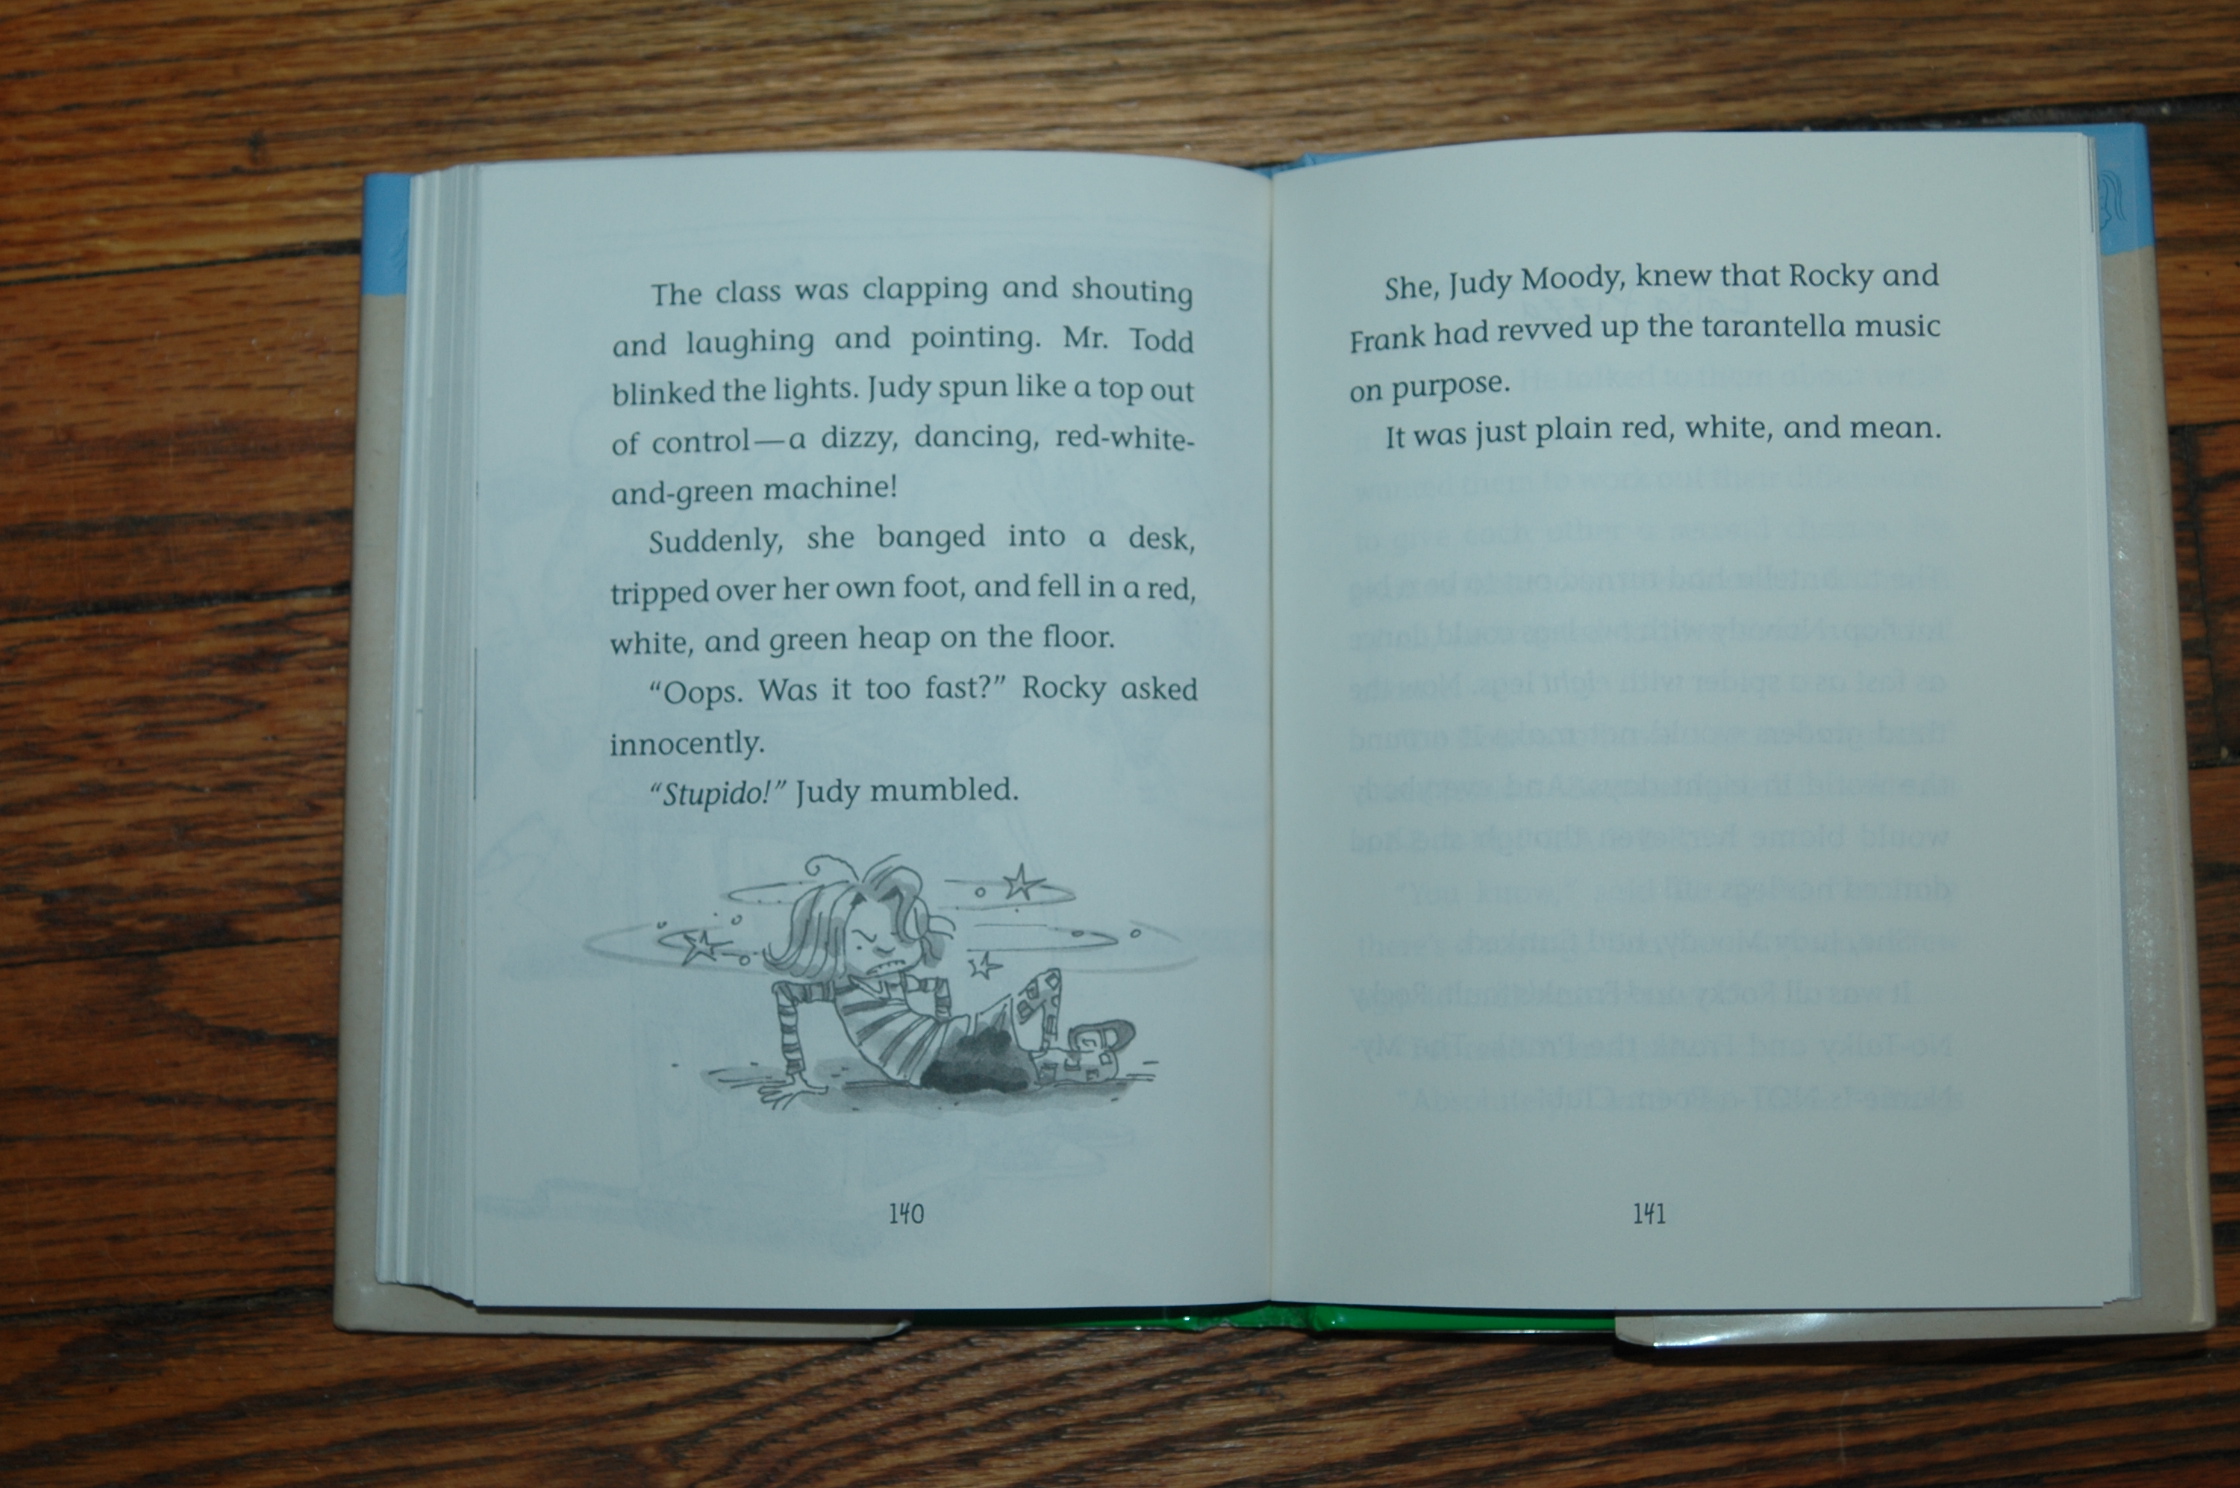 The class was clapping and shouting
and laughing and pointing. Mr. Todd
blinked the lights. Judy spun like a top out
of control—a dizzy, dancing, red-white-
and-green machine!
Suddenly, she banged into a desk,
tripped over her own foot, and fell in a red,
white, and green heap on the floor.
“Oops. Was it too fast?” Rocky asked
innocently.
“Stupido!” Judy mumbled.
140
She, Judy Moody, knew that Rocky and
Frank had revved up the tarantella music
on purpose.
It was just plain red, white, and mean.
141